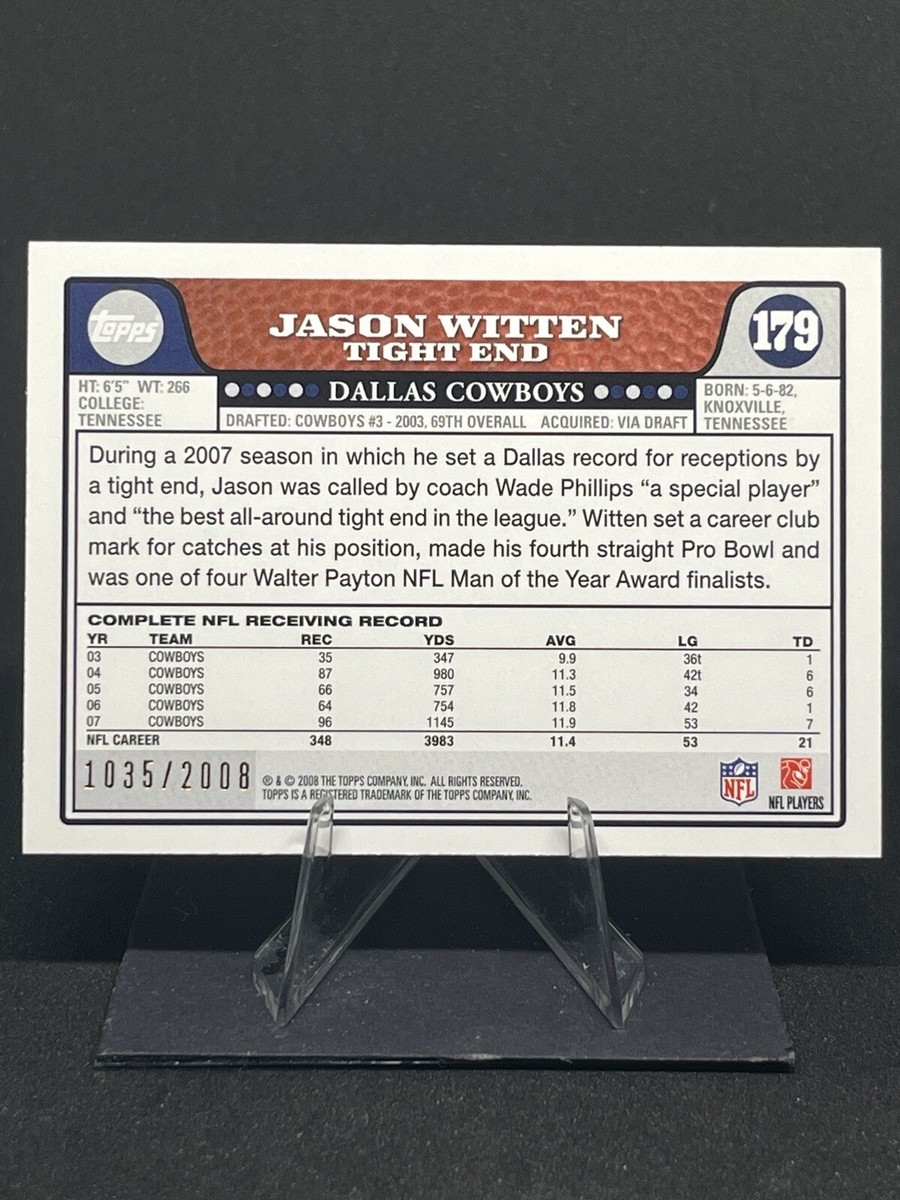 Topps
JASON WITTEN
179
TIGHT END
HT: 6'5" WT: 266
COLLEGE:
TENNESSEE
DALLAS COWBOYS
BORN: 5-6-82,
KNOXVILLE,
TENNESSEE
DRAFTED: COWBOYS #3 - 2003, 69TH OVERALL ACQUIRED: VIA DRAFT
During a 2007 season in which he set a Dallas record for receptions by
a tight end, Jason was called by coach Wade Phillips “a special player”
and “the best all-around tight end in the league.” Witten set a career club
mark for catches at his position, made his fourth straight Pro Bowl and
was one of four Walter Payton NFL Man of the Year Award finalists.
COMPLETE NFL RECEIVING RECORD
YR TEAM REC YDS AVG LG TD
03 COWBOYS 35 347 9.9 36t 1
04 COWBOYS 87 980 11.3 42t 6
05 COWBOYS 66 757 11.5 34 6
06 COWBOYS 64 754 11.8 42 1
07 COWBOYS 96 1145 11.9 53 7
NFL CAREER 348 3983 11.4 53 21
1035/2008
® & © 2008 THE TOPPS COMPANY, INC. ALL RIGHTS RESERVED.
TOPPS IS A REGISTERED TRADEMARK OF THE TOPPS COMPANY, INC.
NFL
NFL PLAYERS